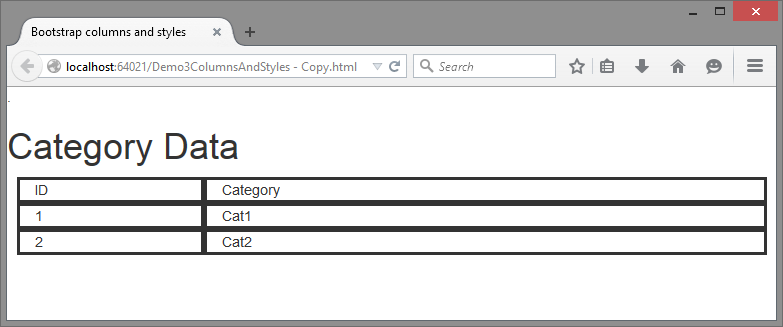 Bootstrap columns and styles
localhost:64021/Demo3ColumnsAndStyles - Copy.html
Search
.
Category Data
ID Category
1 Cat1
2 Cat2